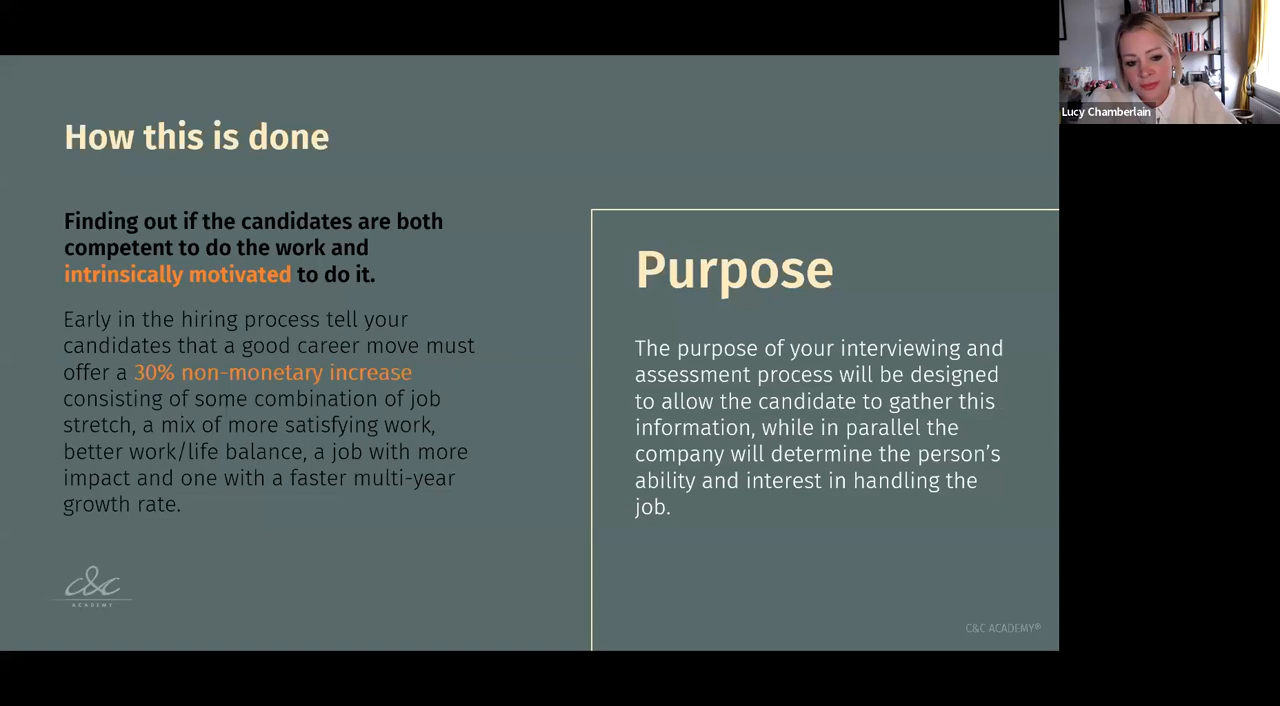 How this is done
Finding out if the candidates are both
competent to do the work and
intrinsically motivated to do it.
Early in the hiring process tell your
candidates that a good career move must
offer a 30% non-monetary increase
consisting of some combination of job
stretch, a mix of more satisfying work,
better work/life balance, a job with more
impact and one with a faster multi-year
growth rate.
c&c
ACADEMY
Purpose
The purpose of your interviewing and
assessment process will be designed
to allow the candidate to gather this
information, while in parallel the
company will determine the person’s
ability and interest in handling the
job.
C&C ACADEMY®
Lucy Chamberlain